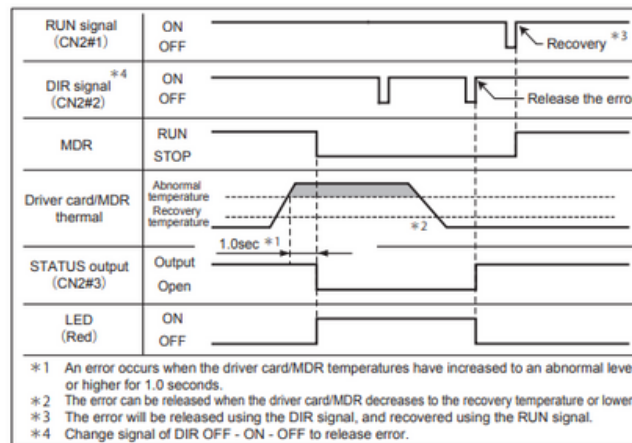 RUN signal
(CN2#1)
ON
OFF
Recovery *3
DIR signal *4
(CN2#2)
ON
OFF
Release the error
MDR
RUN
STOP
Driver card/MDR
thermal
Abnormal
temperature
Recovery
temperature
*2
1.0sec *1
STATUS output
(CN2#3)
Output
Open
LED
(Red)
ON
OFF
*1 An error occurs when the driver card/MDR temperatures have increased to an abnormal leve
or higher for 1.0 seconds.
*2 The error can be released when the driver card/MDR decreases to the recovery temperature or lower
*3 The error will be released using the DIR signal, and recovered using the RUN signal.
*4 Change signal of DIR OFF - ON - OFF to release error.